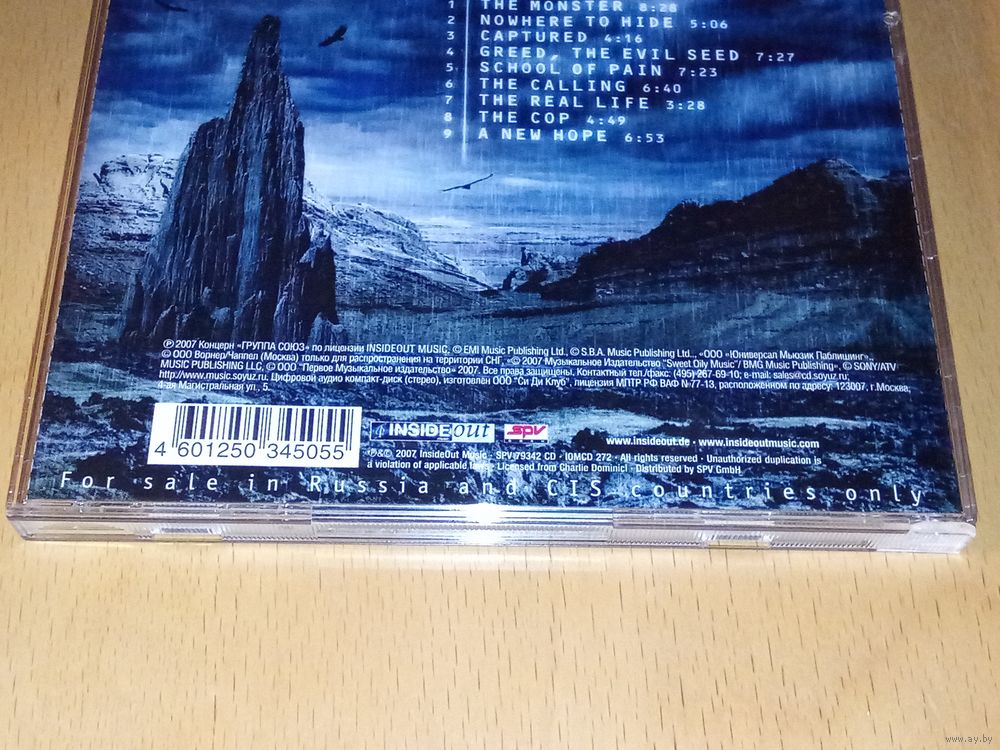 1 THE MONSTER 8:28
2 NOWHERE TO HIDE 5:06
3 CAPTURED 4:16
4 GREED, THE EVIL SEED 7:27
5 SCHOOL OF PAIN 7:23
6 THE CALLING 6:40
7 THE REAL LIFE 3:28
8 THE COP 4:49
9 A NEW HOPE 6:53
℗ 2007 Концерн «ГРУППА СОЮЗ» по лицензии INSIDEOUT MUSIC, © EMI Music Publishing Ltd., © S.B.A. Music Publishing Ltd.., «ООО «Юниверсал Мьюзик Паблишинг».,
© ООО Ворнер/Чаппел (Москва) только для распространения на территории СНГ, «© 2007 Музыкальное Издательство "Sweet Oily Music"/ BMG Music Publishing», © SONY/ATV
MUSIC PUBLISHING LLC, © ООО "Первое Музыкальное издательство» 2007. Все права защищены. Контактный тел./факс: (495) 267-69-10; e-mail: sales@cd.soyuz.ru;
http://www.music.soyuz.ru. Цифровой аудио компакт-диск (стерео), изготовлен ООО "Си Ди Клуб", лицензия МПТР РФ ВАФ № 77-13, расположенном по адресу: 123007, г.Москва,
4-ая Магистральная ул., 5.
4 601250 345055
INSIDEOUT
MUSIC
SPV
www.insideout.de · www.insideoutmusic.com
℗&© 2007 InsideOut Music · SPV 79342 CD · IOMCD 272 · All rights reserved · Unauthorized duplication is
a violation of applicable laws · Licensed from Charlie Dominici · Distributed by SPV GmbH
For sale in Russia and CIS countries only
www.ay.by